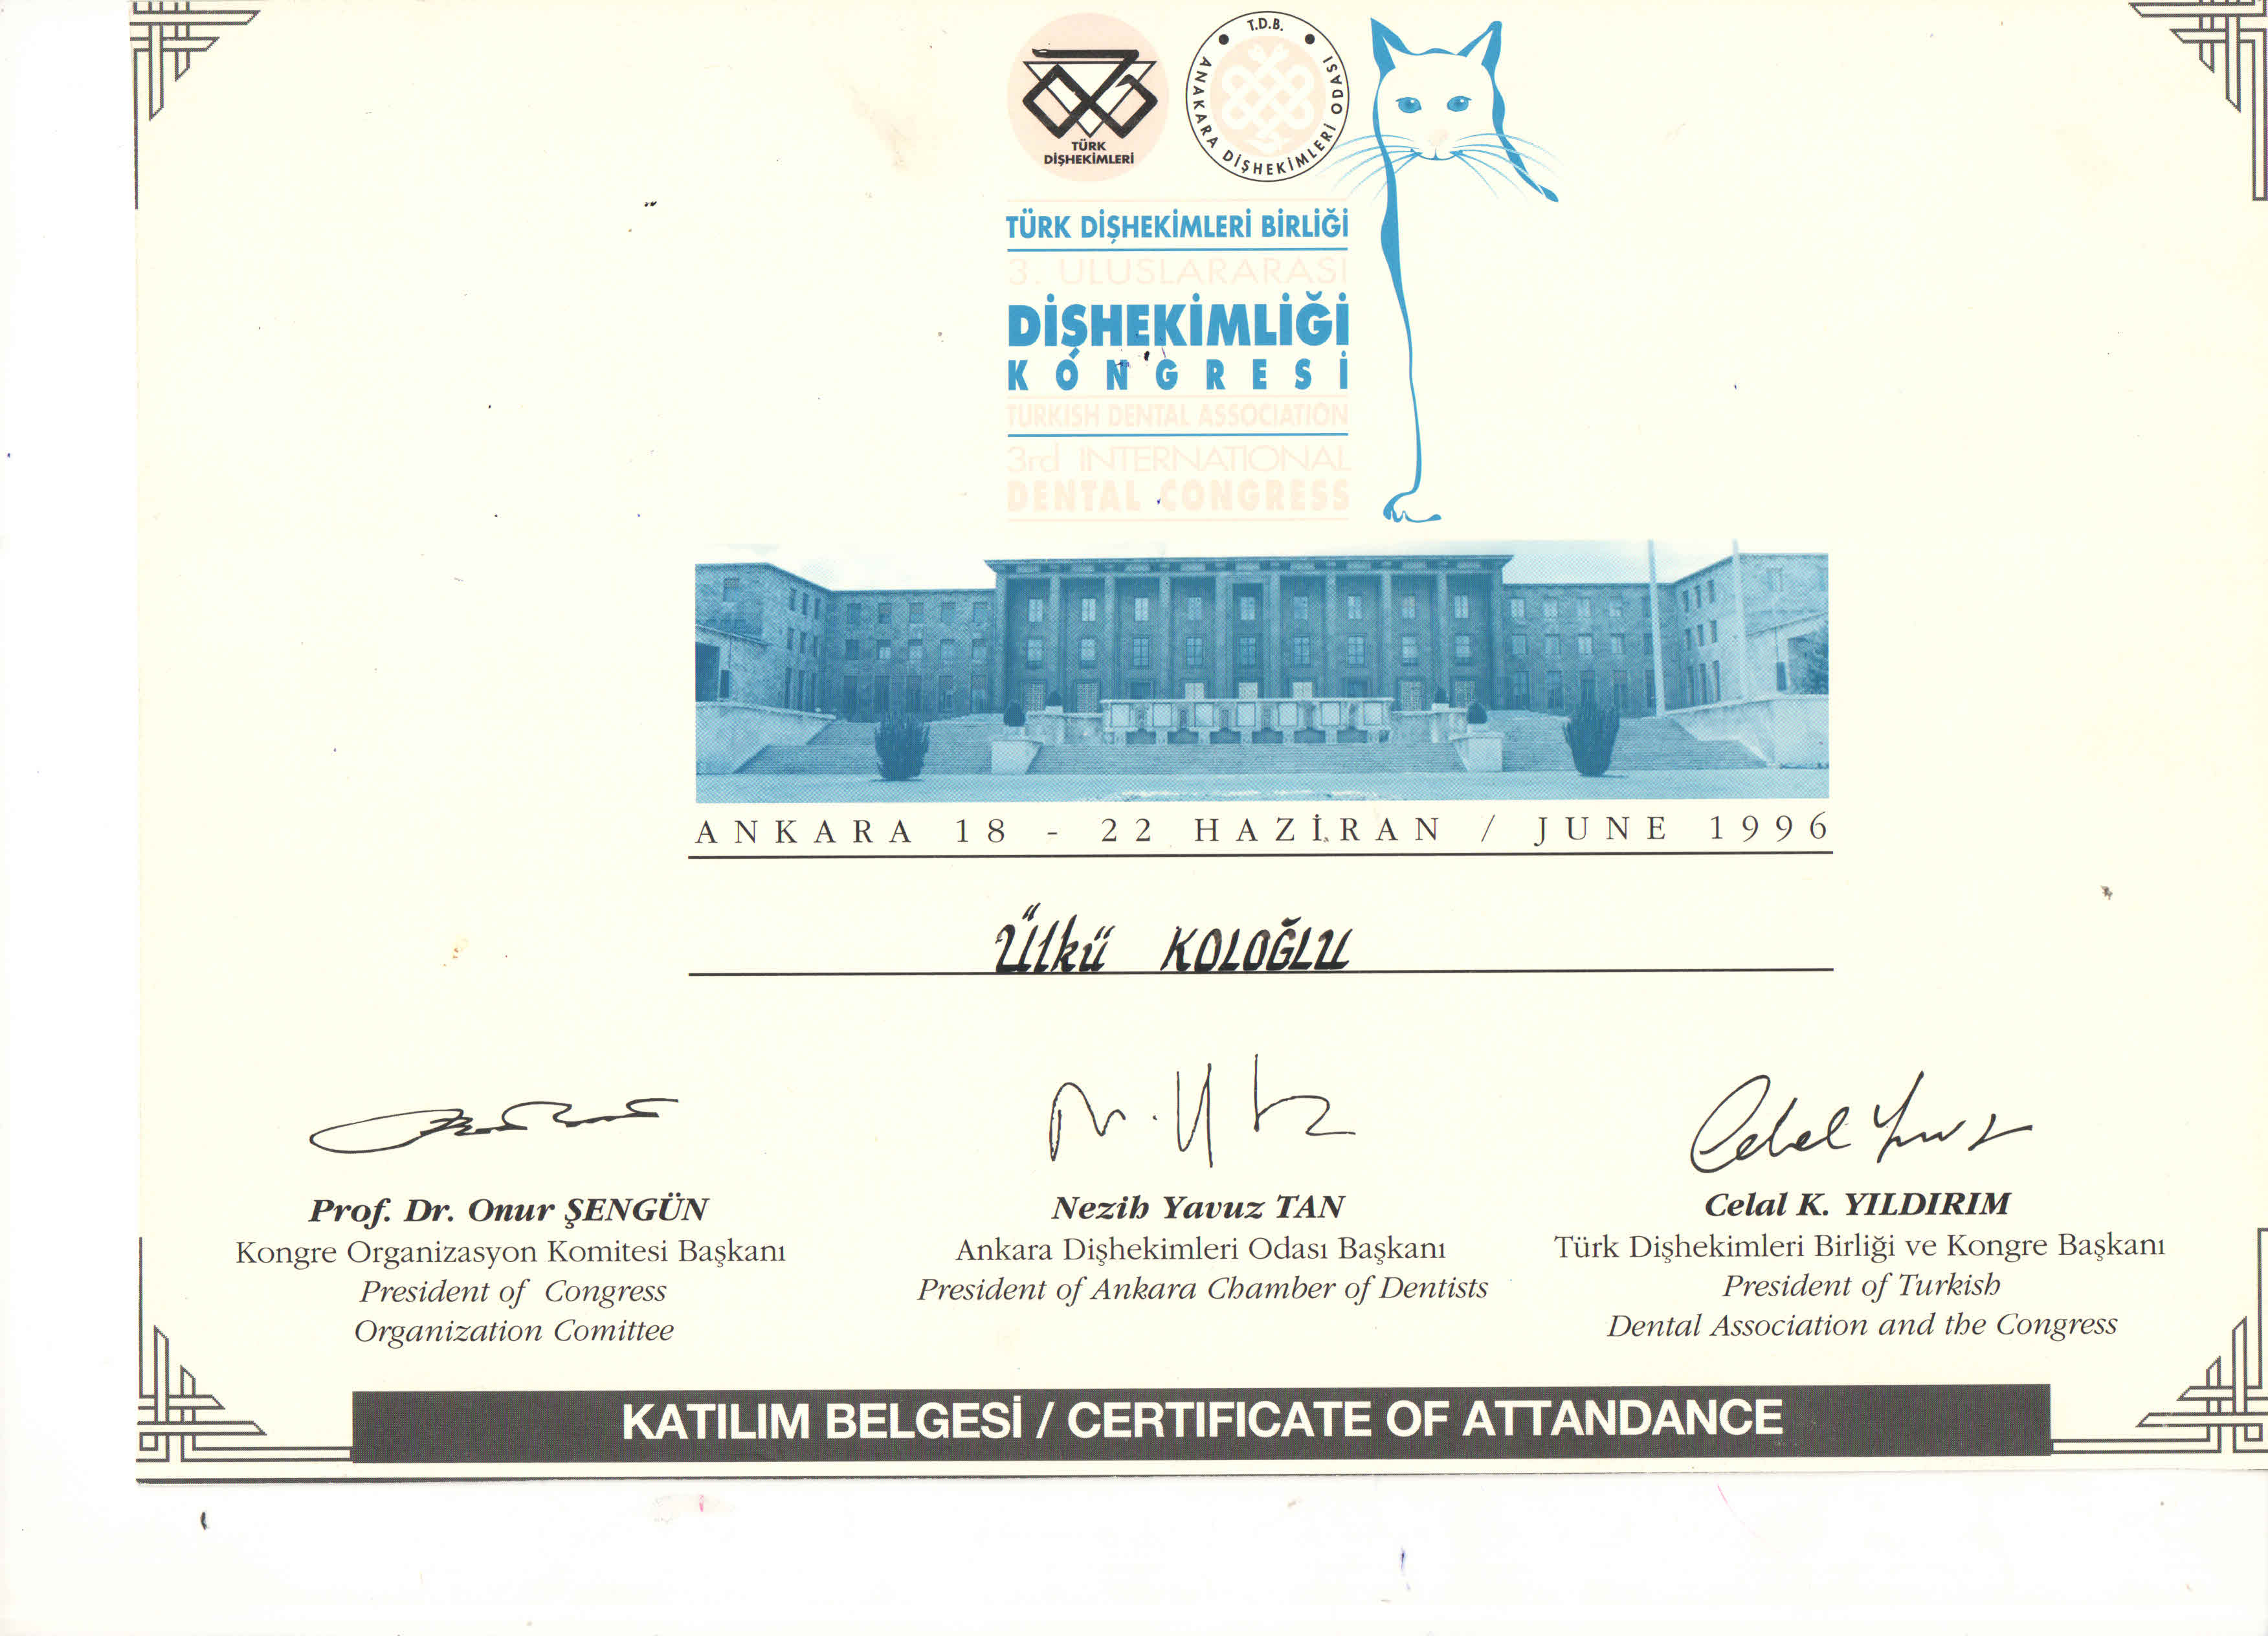 TÜRK
DİŞHEKİMLERİ
T.D.B.
ANAKARA DİŞHEKİMLERİ ODASI
TÜRK DİŞHEKİMLERİ BİRLİĞİ
3. ULUSLARARASI
DİŞHEKİMLİĞİ
KONGRESİ
TURKISH DENTAL ASSOCIATION
3rd INTERNATIONAL
DENTAL CONGRESS
ANKARA 18 - 22 HAZİRAN / JUNE 1996
Ülkü KOLOĞLU
Prof. Dr. Onur ŞENGÜN
Kongre Organizasyon Komitesi Başkanı
President of Congress
Organization Comittee
Nezih Yavuz TAN
Ankara Dişhekimleri Odası Başkanı
President of Ankara Chamber of Dentists
Celal K. YILDIRIM
Türk Dişhekimleri Birliği ve Kongre Başkanı
President of Turkish
Dental Association and the Congress
KATILIM BELGESİ / CERTIFICATE OF ATTANDANCE